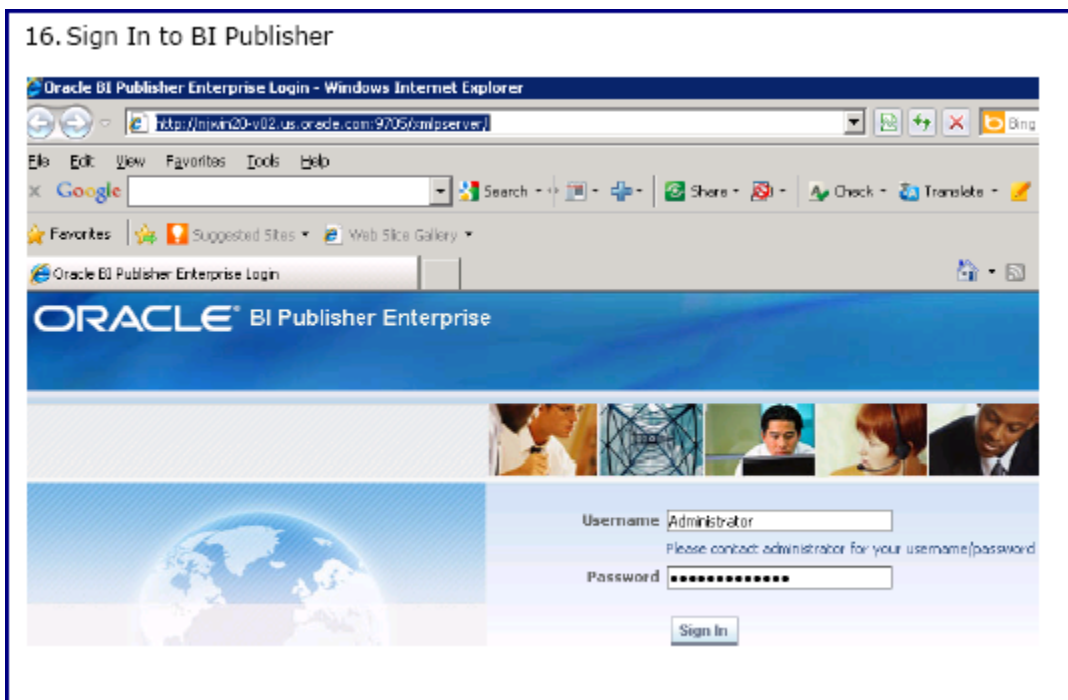 16. Sign In to BI Publisher
Oracle BI Publisher Enterprise Login - Windows Internet Explorer
http://njwin20-v02.us.oracle.com:9705/xmlpserver/
Bing
File Edit View Favorites Tools Help
x Google Search Share Check Translate
Favorites Suggested Sites Web Slice Gallery
Oracle BI Publisher Enterprise Login
ORACLE® BI Publisher Enterprise
Username Administrator
Please contact administrator for your username/password
Password •••••••••••••
Sign In